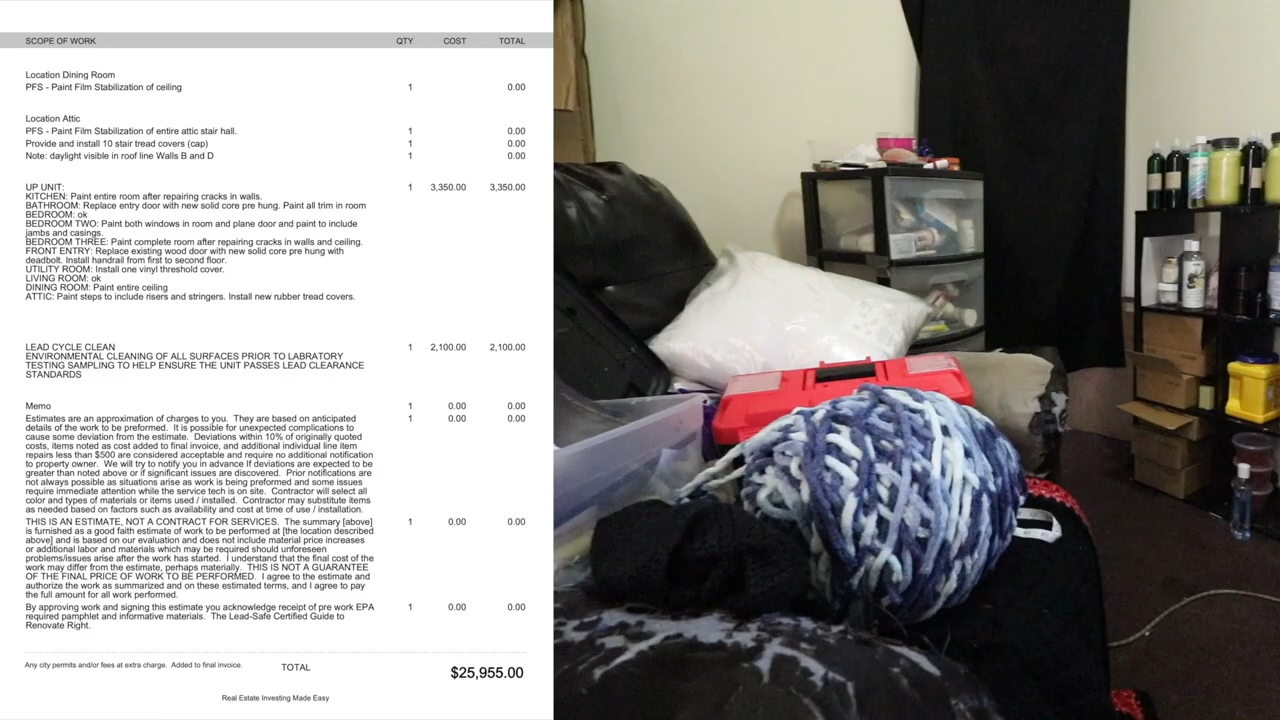 SCOPE OF WORK QTY COST TOTAL
Location Dining Room
PFS - Paint Film Stabilization of ceiling 1 0.00
Location Attic
PFS - Paint Film Stabilization of entire attic stair hall. 1 0.00
Provide and install 10 stair tread covers (cap) 1 0.00
Note: daylight visible in roof line Walls B and D 1 0.00
UP UNIT: 1 3,350.00 3,350.00
KITCHEN: Paint entire room after repairing cracks in walls.
BATHROOM: Replace entry door with new solid core pre hung. Paint all trim in room
BEDROOM: ok
BEDROOM TWO: Paint both windows in room and plane door and paint to include
jambs and casings.
BEDROOM THREE: Paint complete room after repairing cracks in walls and ceiling.
FRONT ENTRY: Replace existing wood door with new solid core pre hung with
deadbolt. Install handrail from first to second floor.
UTILITY ROOM: Install one vinyl threshold cover.
LIVING ROOM: ok
DINING ROOM: Paint entire ceiling
ATTIC: Paint steps to include risers and stringers. Install new rubber tread covers.
LEAD CYCLE CLEAN 1 2,100.00 2,100.00
ENVIRONMENTAL CLEANING OF ALL SURFACES PRIOR TO LABRATORY
TESTING SAMPLING TO HELP ENSURE THE UNIT PASSES LEAD CLEARANCE
STANDARDS
Memo 1 0.00 0.00
Estimates are an approximation of charges to you. They are based on anticipated 1 0.00 0.00
details of the work to be preformed. It is possible for unexpected complications to
cause some deviation from the estimate. Deviations within 10% of originally quoted
costs, items noted as cost added to final invoice, and additional individual line item
repairs less than $500 are considered acceptable and require no additional notification
to property owner. We will try to notify you in advance If deviations are expected to be
greater than noted above or if significant issues are discovered. Prior notifications are
not always possible as situations arise as work is being preformed and some issues
require immediate attention while the service tech is on site. Contractor will select all
color and types of materials or items used / installed. Contractor may substitute items
as needed based on factors such as availability and cost at time of use / installation.
THIS IS AN ESTIMATE, NOT A CONTRACT FOR SERVICES. The summary [above] 1 0.00 0.00
is furnished as a good faith estimate of work to be performed at [the location described
above] and is based on our evaluation and does not include material price increases
or additional labor and materials which may be required should unforeseen
problems/issues arise after the work has started. I understand that the final cost of the
work may differ from the estimate, perhaps materially. THIS IS NOT A GUARANTEE
OF THE FINAL PRICE OF WORK TO BE PERFORMED. I agree to the estimate and
authorize the work as summarized and on these estimated terms, and I agree to pay
the full amount for all work performed.
By approving work and signing this estimate you acknowledge receipt of pre work EPA 1 0.00 0.00
required pamphlet and informative materials. The Lead-Safe Certified Guide to
Renovate Right.
Any city permits and/or fees at extra charge. Added to final invoice. TOTAL $25,955.00
Real Estate Investing Made Easy